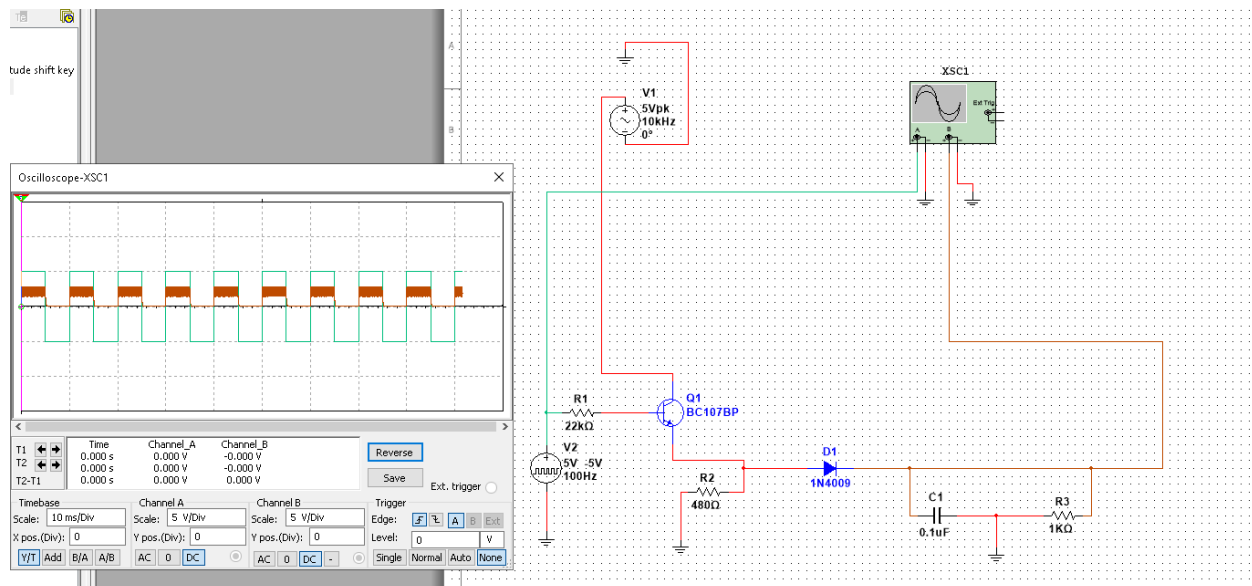 tude shift key
A
B
XSC1
Ext Trig
A
B
V1
5Vpk
10kHz
0°
Oscilloscope-XSC1
Q1
BC107BP
R1
22kΩ
V2
5V -5V
100Hz
R2
480Ω
D1
1N4009
C1
0.1uF
R3
1KΩ
Time Channel_A Channel_B
T1 0.000 s 0.000 V -0.000 V
T2 0.000 s 0.000 V -0.000 V
T2-T1 0.000 s 0.000 V 0.000 V
Reverse
Save
Ext. trigger
Timebase
Scale: 10 ms/Div
X pos.(Div): 0
Y/T Add B/A A/B
Channel A
Scale: 5 V/Div
Y pos.(Div): 0
AC 0 DC
Channel B
Scale: 5 V/Div
Y pos.(Div): 0
AC 0 DC -
Trigger
Edge: A B Ext
Level: 0 V
Single Normal Auto None